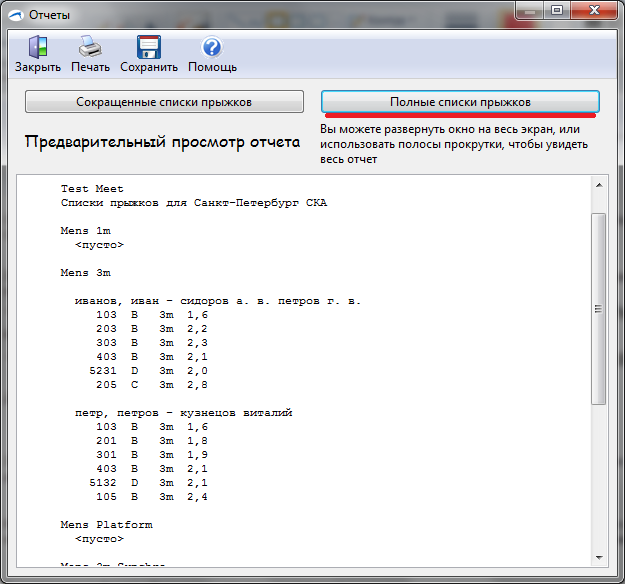 Отчеты
Закрыть Печать Сохранить Помощь
Сокращенные списки прыжков
Полные списки прыжков
Предварительный просмотр отчета
Вы можете развернуть окно на весь экран, или
использовать полосы прокрутки, чтобы увидеть
весь отчет
Test Meet
Списки прыжков для Санкт-Петербург СКА
Mens 1m
<пусто>
Mens 3m
иванов, иван - сидоров а. в. петров г. в.
103 B 3m 1,6
203 B 3m 2,2
303 B 3m 2,3
403 B 3m 2,1
5231 D 3m 2,0
205 C 3m 2,8
петр, петров - кузнецов виталий
103 B 3m 1,6
201 B 3m 1,8
301 B 3m 1,9
403 B 3m 2,1
5132 D 3m 2,1
105 B 3m 2,4
Mens Platform
<пусто>